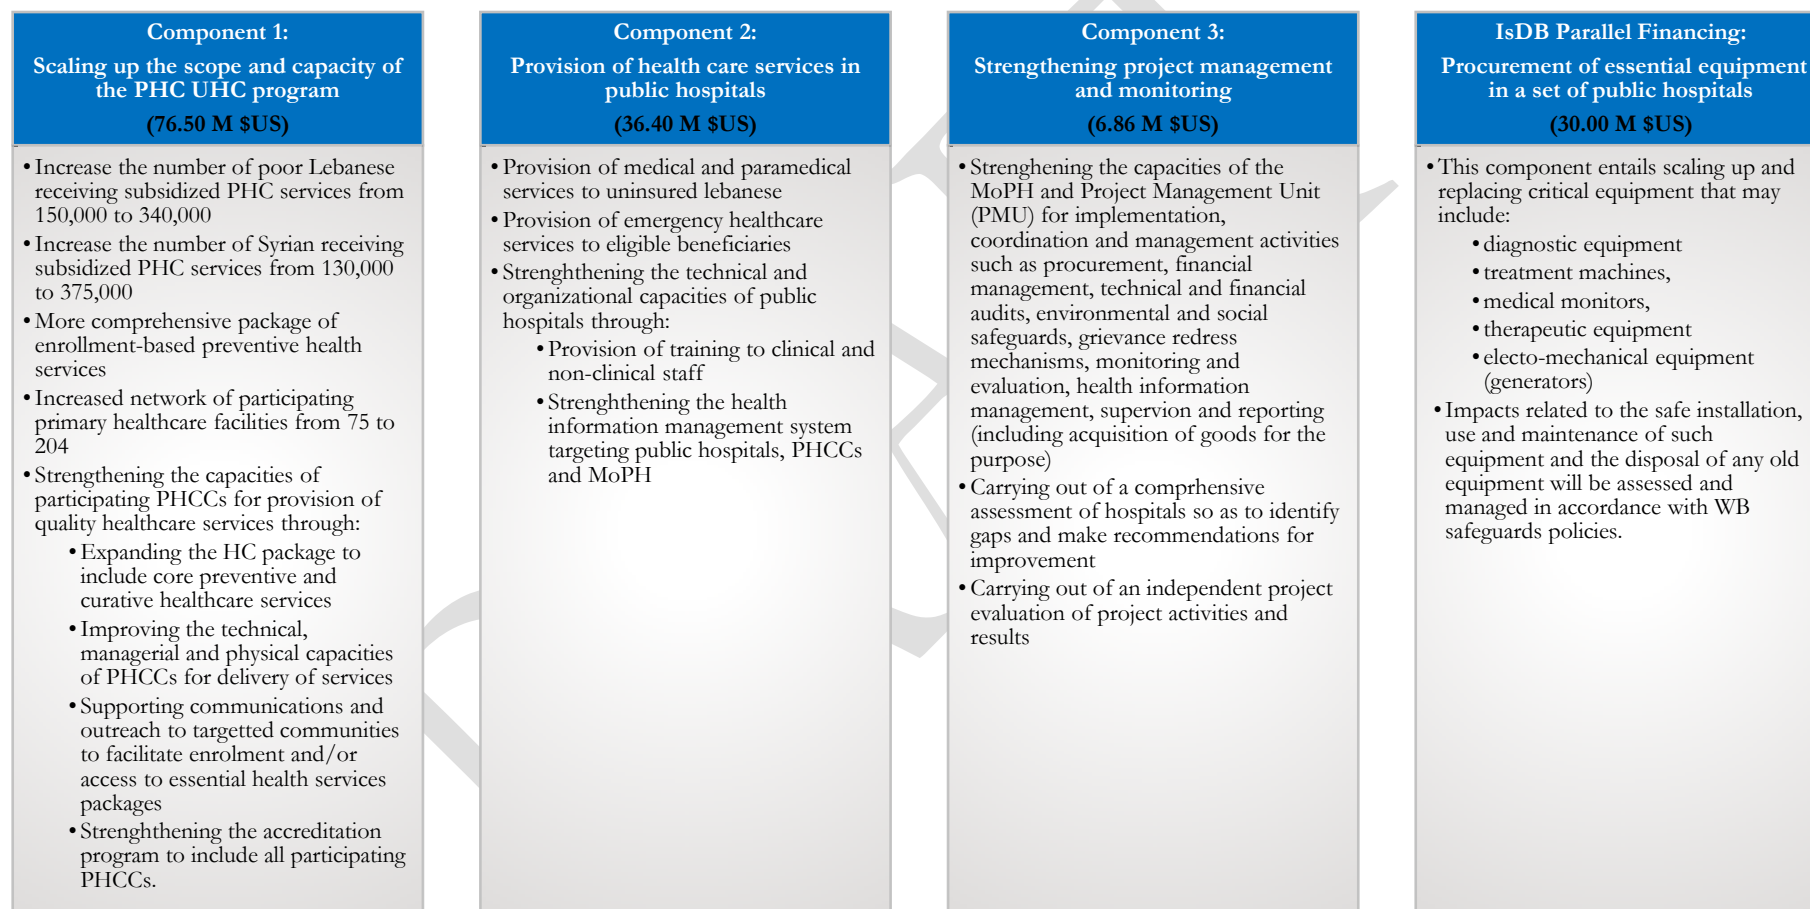 Component 1:
Scaling up the scope and capacity of
the PHC UHC program
(76.50 M $US)
•Increase the number of poor Lebanese
receiving subsidized PHC services from
150,000 to 340,000
•Increase the number of Syrian receiving
subsidized PHC services from 130,000
to 375,000
•More comprehensive package of
enrollment-based preventive health
services
•Increased network of participating
primary healthcare facilities from 75 to
204
•Strengthening the capacities of
participating PHCCs for provision of
quality healthcare services through:
•Expanding the HC package to
include core preventive and
curative healthcare services
•Improving the technical,
managerial and physical capacities
of PHCCs for delivery of services
•Supporting communications and
outreach to targetted communities
to facilitate enrolment and/or
access to essential health services
packages
•Strenghthening the accreditation
program to include all participating
PHCCs.
Component 2:
Provision of health care services in
public hospitals
(36.40 M $US)
•Provision of medical and paramedical
services to uninsured lebanese
•Provision of emergency healthcare
services to eligible beneficiaries
•Strenghthening the technical and
organizational capacities of public
hospitals through:
•Provision of training to clinical and
non-clinical staff
•Strenghthening the health
information management system
targeting public hospitals, PHCCs
and MoPH
Component 3:
Strengthening project management
and monitoring
(6.86 M $US)
•Strenghening the capacities of the
MoPH and Project Management Unit
(PMU) for implementation,
coordination and management activities
such as procurement, financial
management, technical and financial
audits, environmental and social
safeguards, grievance redress
mechanisms, monitoring and
evaluation, health information
management, supervion and reporting
(including acquisition of goods for the
purpose)
•Carrying out of a comprhensive
assessment of hospitals so as to identify
gaps and make recommendations for
improvement
•Carrying out of an independent project
evaluation of project activities and
results
IsDB Parallel Financing:
Procurement of essential equipment
in a set of public hospitals
(30.00 M $US)
•This component entails scaling up and
replacing critical equipment that may
include:
•diagnostic equipment
•treatment machines,
•medical monitors,
•therapeutic equipment
•electo-mechanical equipment
(generators)
•Impacts related to the safe installation,
use and maintenance of such
equipment and the disposal of any old
equipment will be assessed and
managed in accordance with WB
safeguards policies.